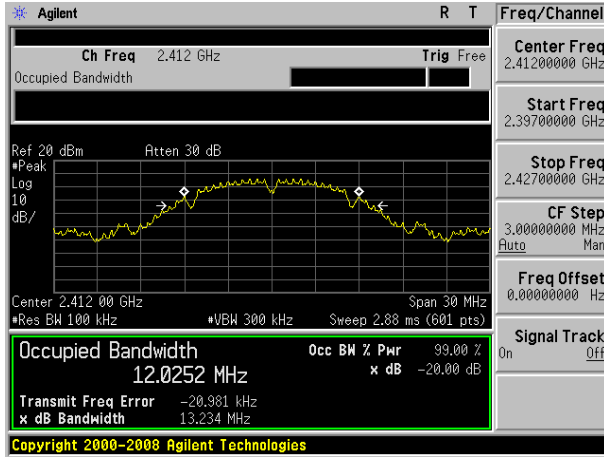 Agilent R T Freq/Channel
Ch Freq 2.412 GHz Trig Free
Occupied Bandwidth
Center Freq
2.41200000 GHz
Start Freq
2.39700000 GHz
Stop Freq
2.42700000 GHz
CF Step
3.00000000 MHz
Auto Man
Freq Offset
0.00000000 Hz
Signal Track
On Off
Ref 20 dBm Atten 30 dB
#Peak
Log
10
dB/
Center 2.412 00 GHz Span 30 MHz
#Res BW 100 kHz #VBW 300 kHz Sweep 2.88 ms (601 pts)
Occupied Bandwidth Occ BW % Pwr 99.00 %
12.0252 MHz x dB -20.00 dB
Transmit Freq Error -20.981 kHz
x dB Bandwidth 13.234 MHz
Copyright 2000-2008 Agilent Technologies